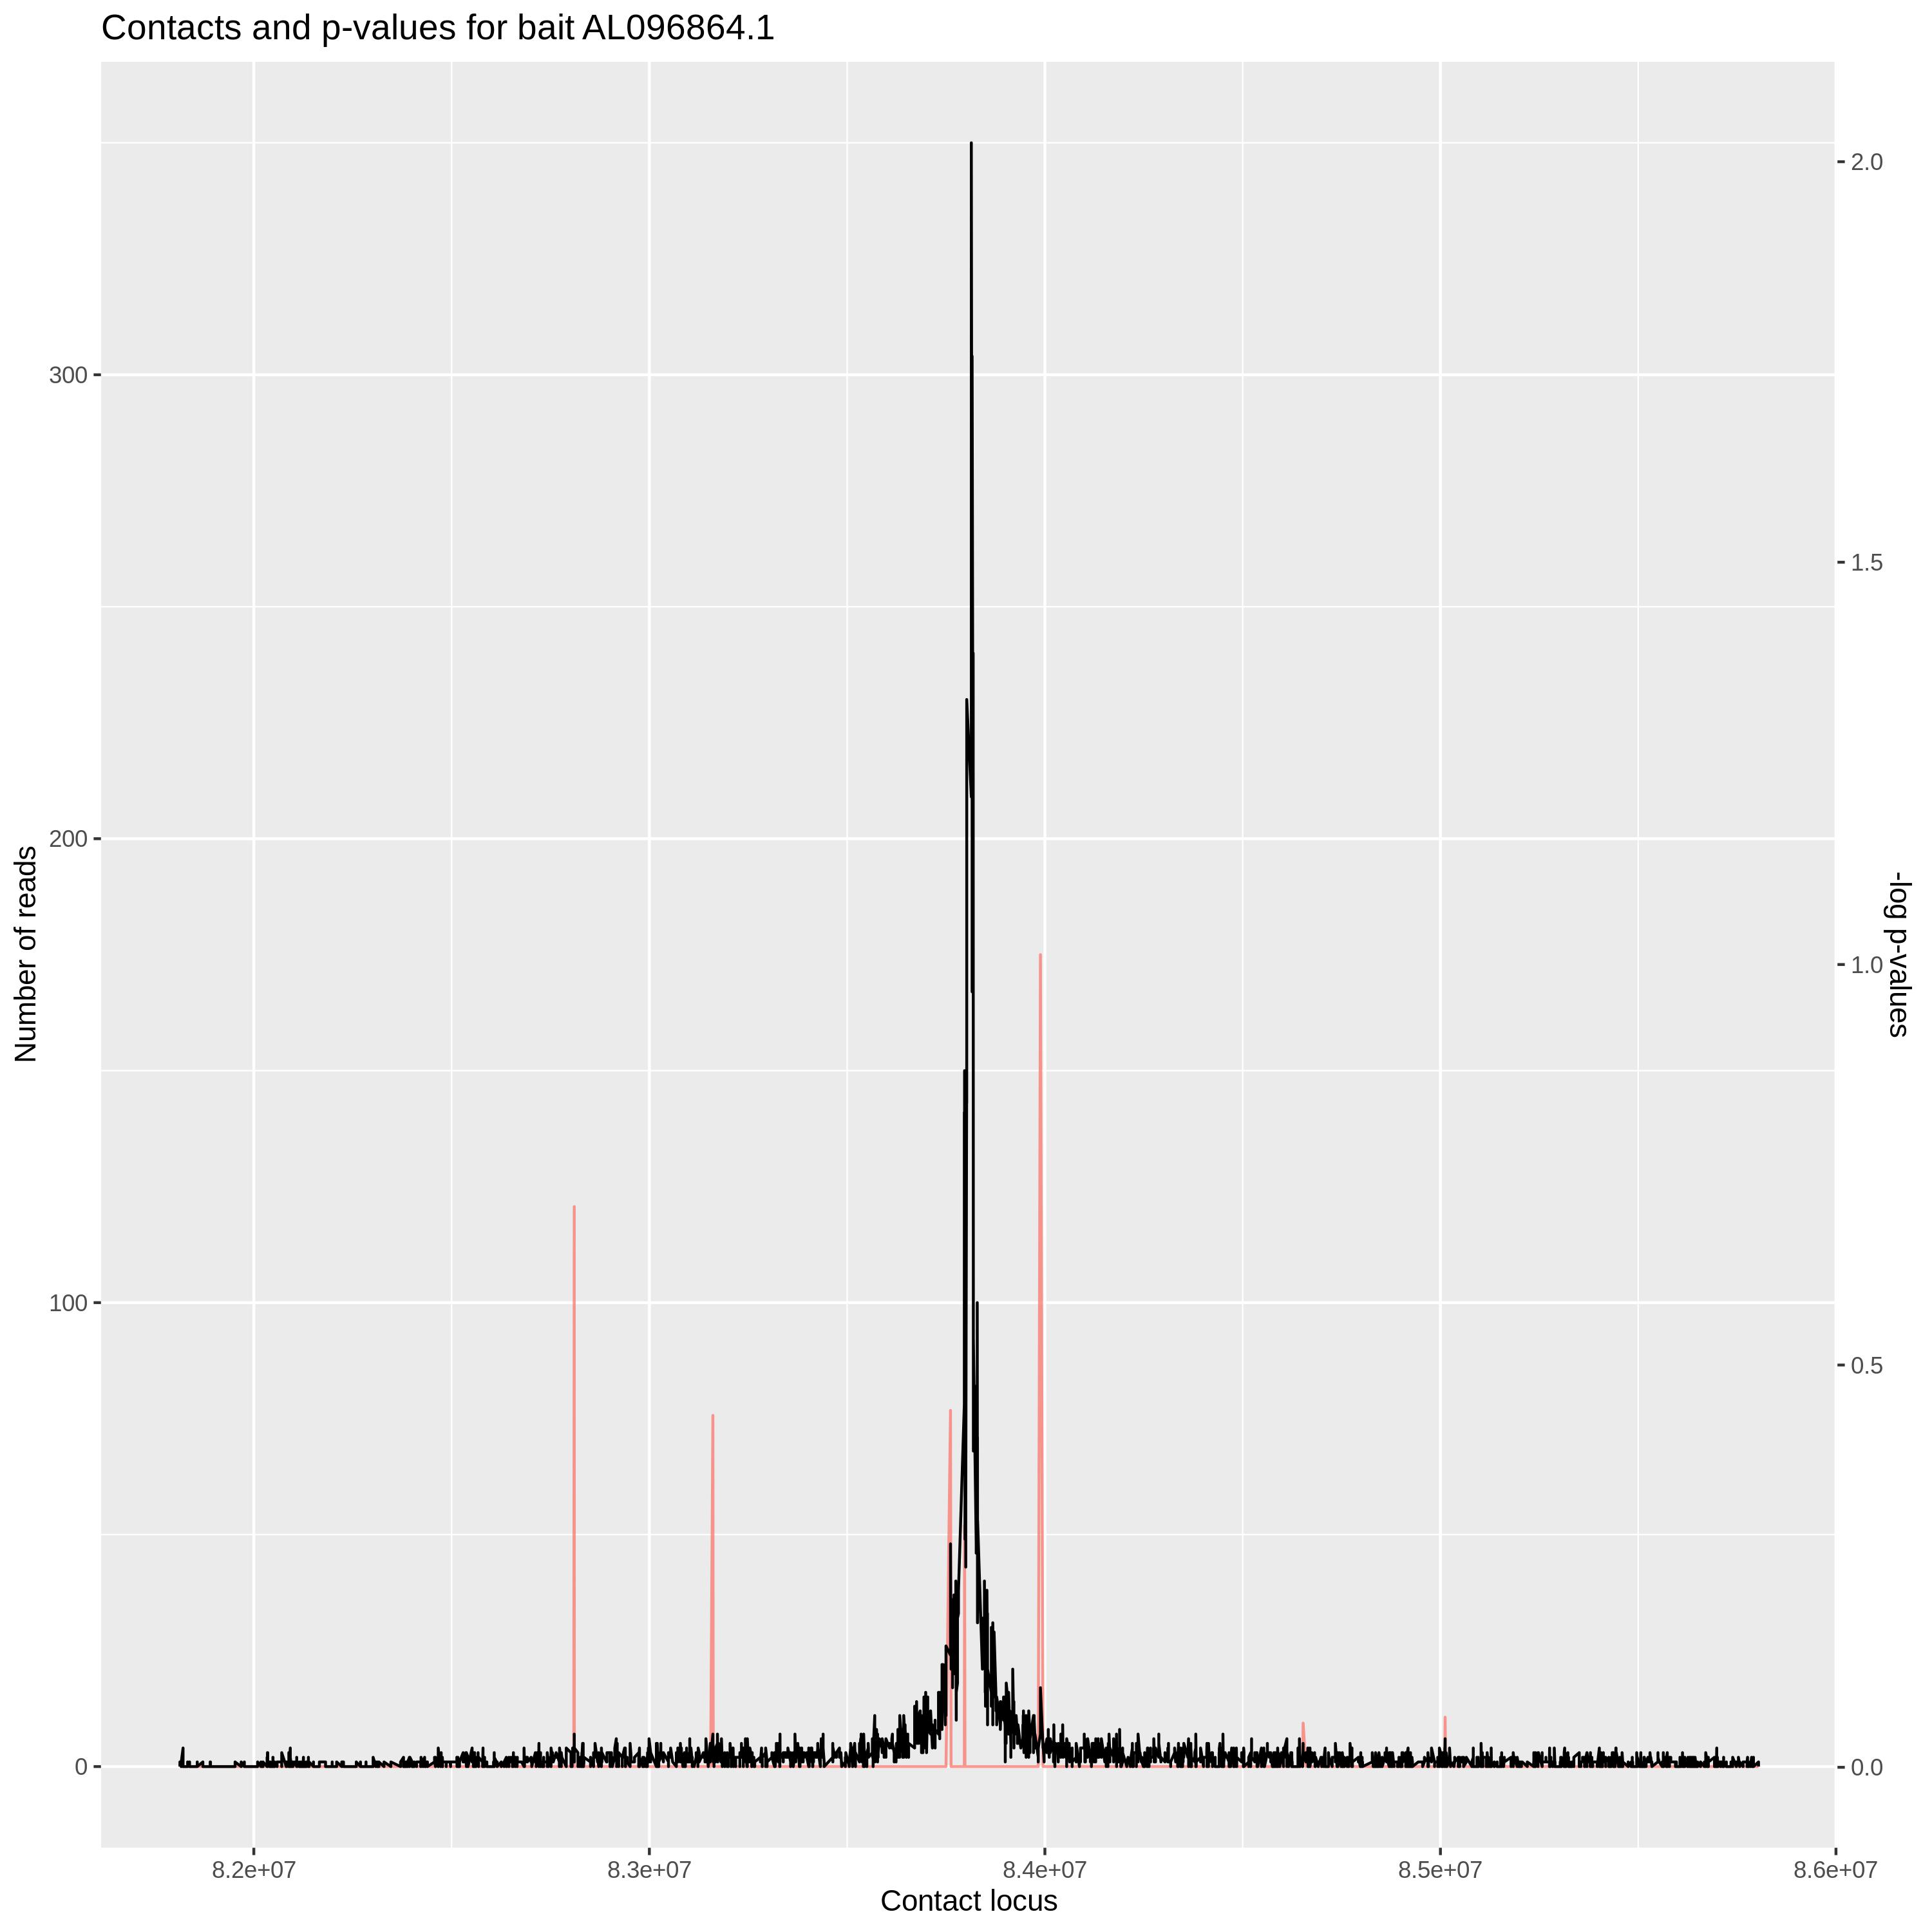 Contacts and p-values for bait AL096864.1
300
200
100
0
Number of reads
2.0
1.5
1.0
0.5
0.0
-log p-values
8.2e+07
8.3e+07
8.4e+07
8.5e+07
8.6e+07
Contact locus